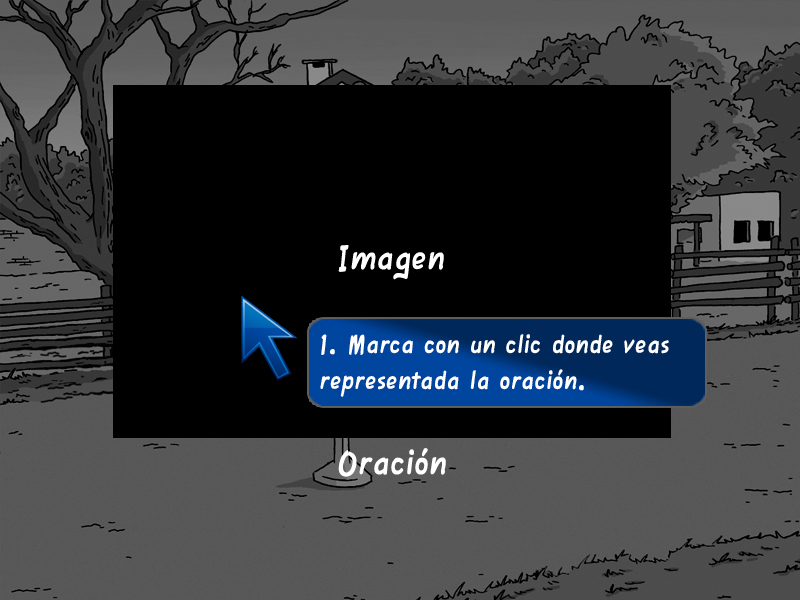 Imagen
1. Marca con un clic donde veas
representada la oración.
Oración